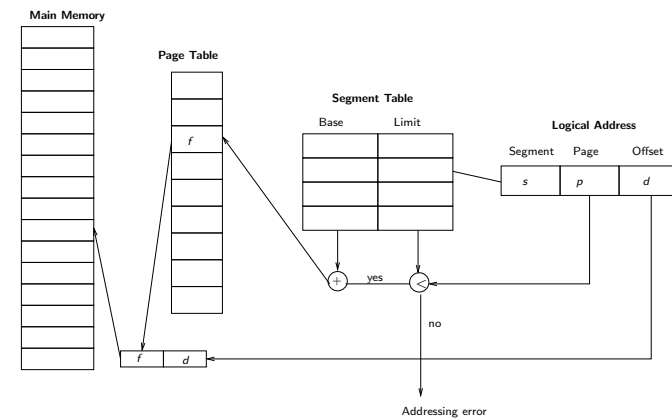 Main Memory
Page Table
Segment Table
Base Limit
Logical Address
Segment Page Offset
s p d
f
+ yes <
no
f d
Addressing error